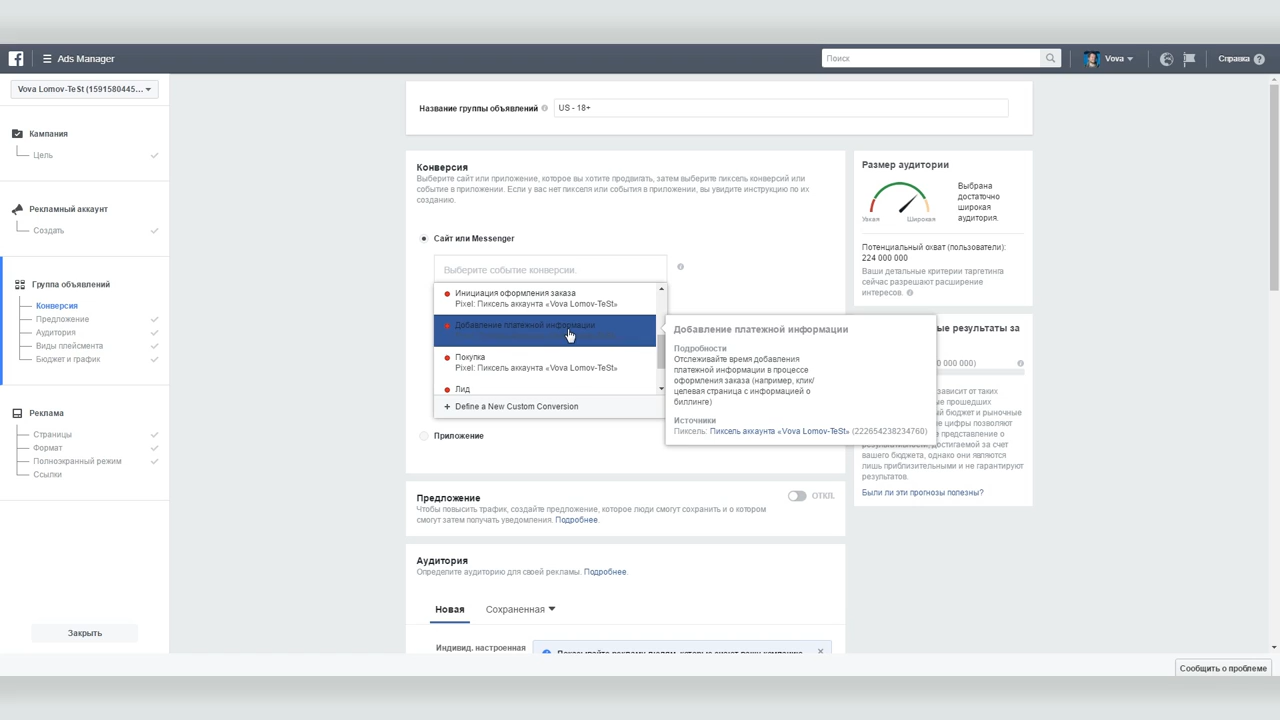 Ads Manager
Поиск
Vova
Справка
Vova Lomov-TeSt (1591580445...
Кампания
Цель
Рекламный аккаунт
Создать
Группа объявлений
Конверсия
Предложение
Аудитория
Виды плейсмента
Бюджет и график
Реклама
Страницы
Формат
Полноэкранный режим
Ссылки
Закрыть
Название группы объявлений
US - 18+
Конверсия
Выберите сайт или приложение, которое вы хотите продвигать, затем выберите пиксель конверсий или
событие в приложении. Если у вас нет пикселя или события в приложении, вы увидите инструкцию по их
созданию.
Сайт или Messenger
Выберите событие конверсии.
Инициация оформления заказа
Pixel: Пиксель аккаунта «Vova Lomov-TeSt»
Добавление платежной информации
Покупка
Pixel: Пиксель аккаунта «Vova Lomov-TeSt»
Лид
+ Define a New Custom Conversion
Приложение
Добавление платежной информации
Подробности
Отслеживайте время добавления
платежной информации в процессе
оформления заказа (например, клик/
целевая страница с информацией о
биллинге)
Источники
Пиксель: Пиксель аккаунта «Vova Lomov-TeSt» (222654238234760)
Предложение
ОТКЛ.
Чтобы повысить трафик, создайте предложение, которое люди смогут сохранить и о котором
смогут затем получать уведомления. Подробнее.
Аудитория
Определите аудиторию для своей рекламы. Подробнее.
Новая
Сохраненная
Индивид. настроенная
Размер аудитории
Узкая
Широкая
Выбрана
достаточно
широкая
аудитория.
Потенциальный охват (пользователи):
224 000 000
Ваши детальные критерии таргетинга
сейчас разрешают расширение
интересов.
ые результаты за
0 000 000)
зависит от таких
ые прошедших
й бюджет и рыночные
е цифры позволяют
представление о
достигаемой за счет
вашего бюджета, однако они являются
лишь приблизительными и не гарантируют
результатов.
Были ли эти прогнозы полезны?
Сообщить о проблеме